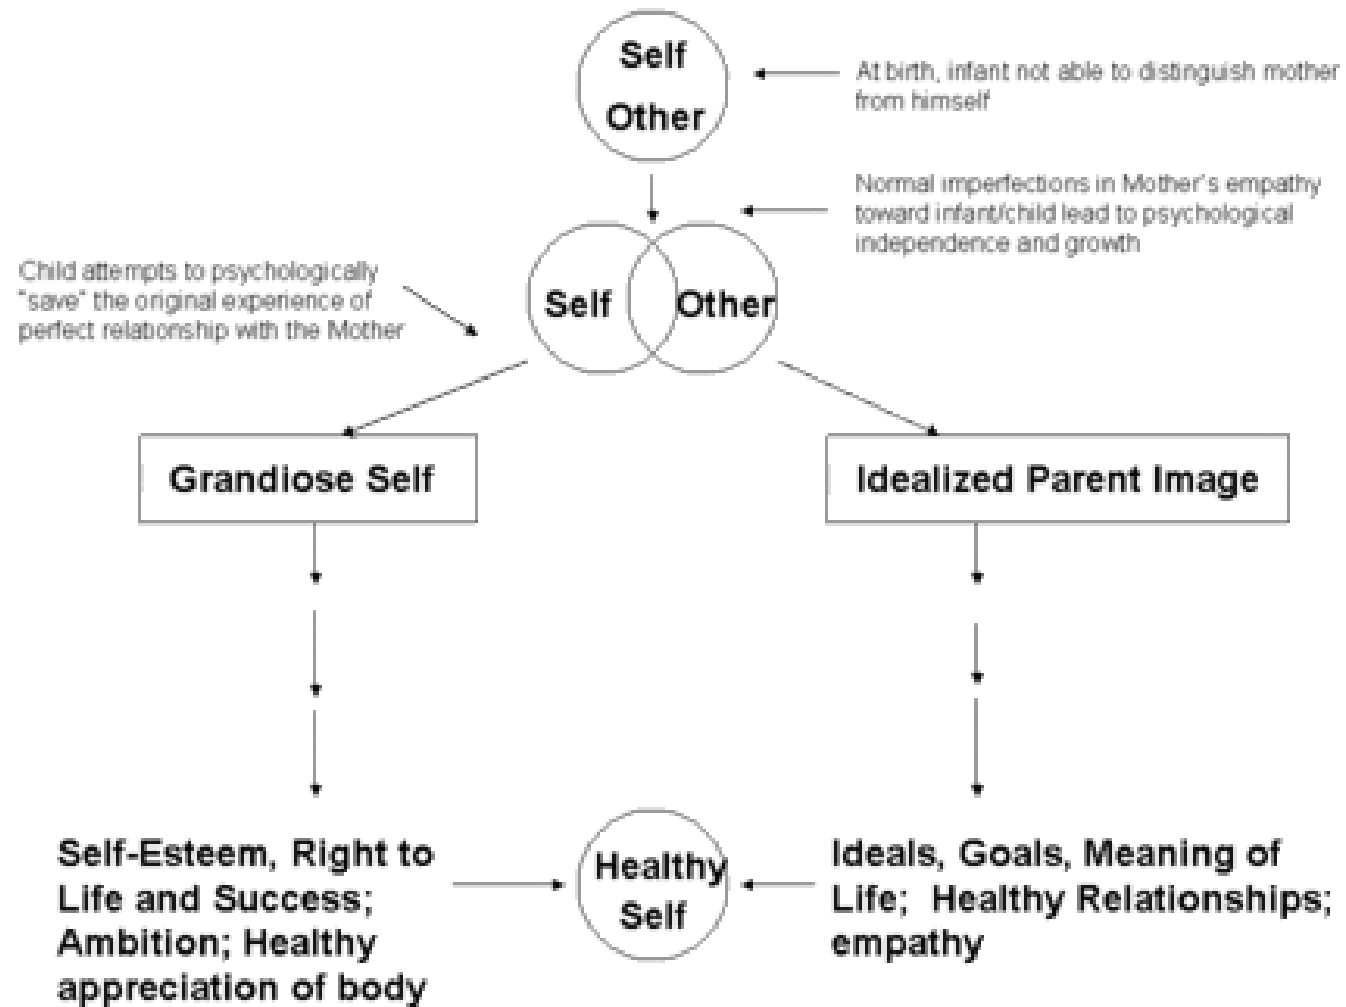 Self
Other
At birth, infant not able to distinguish mother
from himself
Normal imperfections in Mother's empathy
toward infant/child lead to psychological
independence and growth
Child attempts to psychologically
"save" the original experience of
perfect relationship with the Mother
Self
Other
Grandiose Self
Idealized Parent Image
Self-Esteem, Right to
Life and Success;
Ambition; Healthy
appreciation of body
Healthy
Self
Ideals, Goals, Meaning of
Life; Healthy Relationships;
empathy